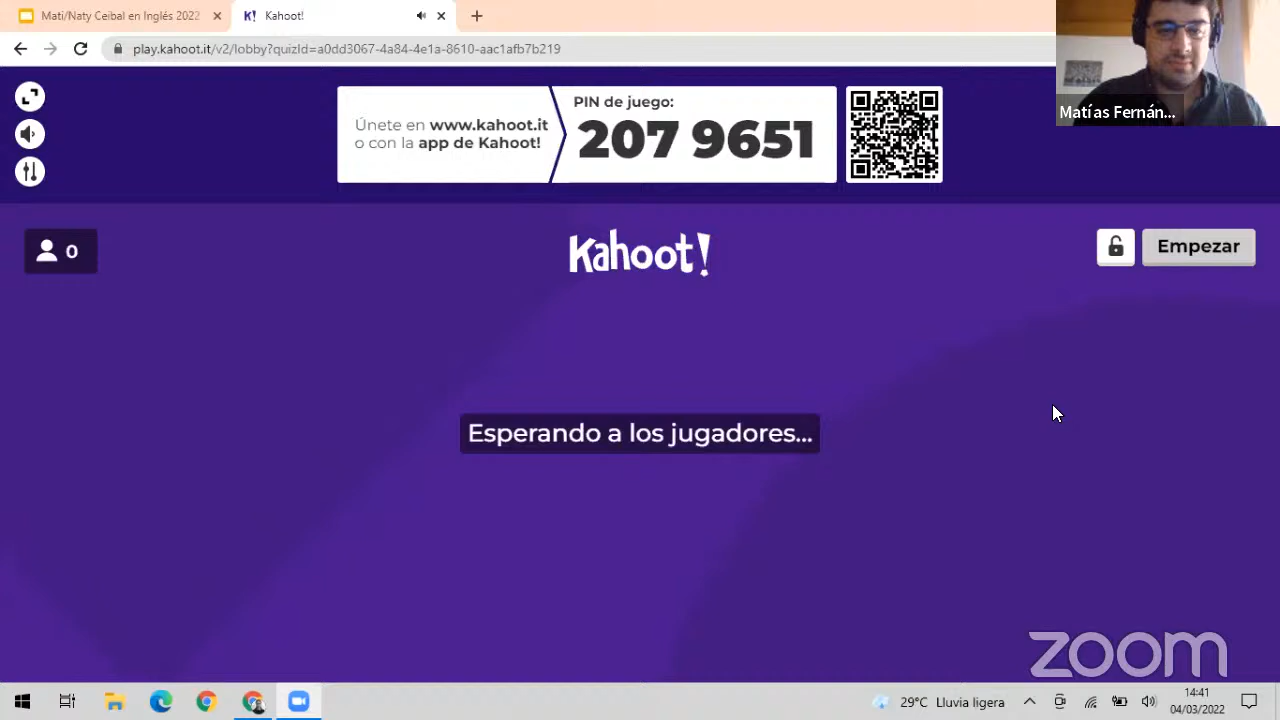 Mati/Naty Ceibal en Inglés 2022
Kahoot!
play.kahoot.it/v2/lobby?quizId=a0dd3067-4a84-4e1a-8610-aac1afb7b219
Únete en www.kahoot.it
o con la app de Kahoot!
PIN de juego:
207 9651
Matías Fernán...
0
Kahoot!
Empezar
Esperando a los jugadores...
zoom
29°C Lluvia ligera
14:41
04/03/2022